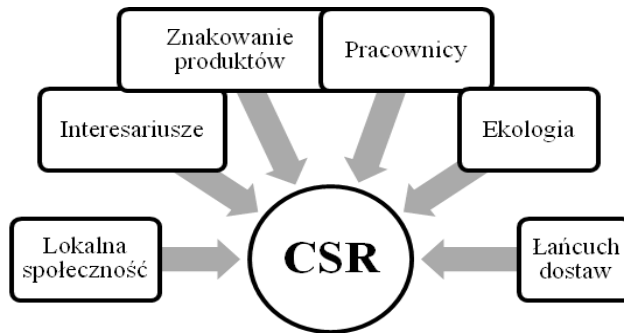 Znakowanie
produktów
Pracownicy
Interesariusze
Ekologia
Lokalna
społeczność
CSR
Łańcuch
dostaw